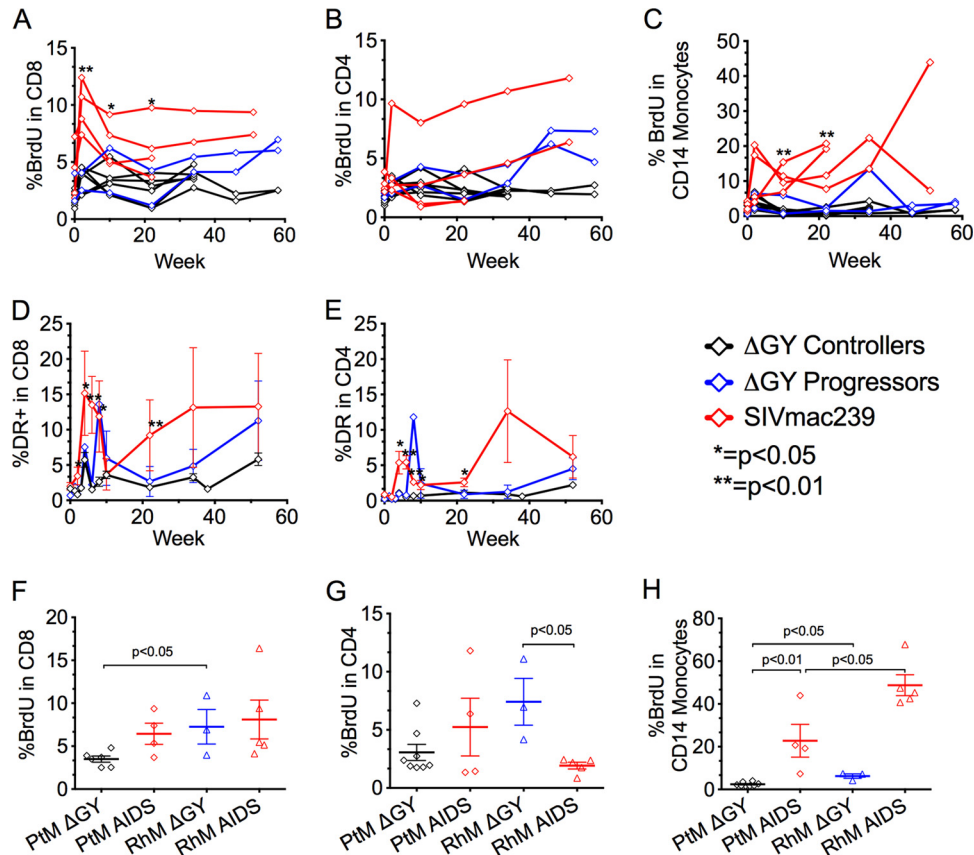 A
%BrdU in CD8
15
10
5
0
0 20 40 60
Week
**
*
*
B
%BrdU in CD4
15
10
5
0
0 20 40 60
Week
C
% BrdU in
CD14 Monocytes
50
40
30
20
10
0
0 20 40 60
Week
**
**
D
%DR+ in CD8
25
20
15
10
5
0
0 20 40 60
Week
*
*
**
*
*
**
E
%DR in CD4
25
20
15
10
5
0
0 20 40 60
Week
*
**
**
*
*
ΔGY Controllers
ΔGY Progressors
SIVmac239
*=p<0.05
**=p<0.01
F
%BrdU in CD8
20
15
10
5
0
p<0.05
PtM ΔGY
PtM AIDS
RhM ΔGY
RhM AIDS
G
%BrdU in CD4
15
10
5
0
p<0.05
PtM ΔGY
PtM AIDS
RhM ΔGY
RhM AIDS
H
%BrdU in
CD14 Monocytes
80
60
40
20
0
p<0.05
p<0.01
p<0.05
PtM ΔGY
PtM AIDS
RhM ΔGY
RhM AIDS